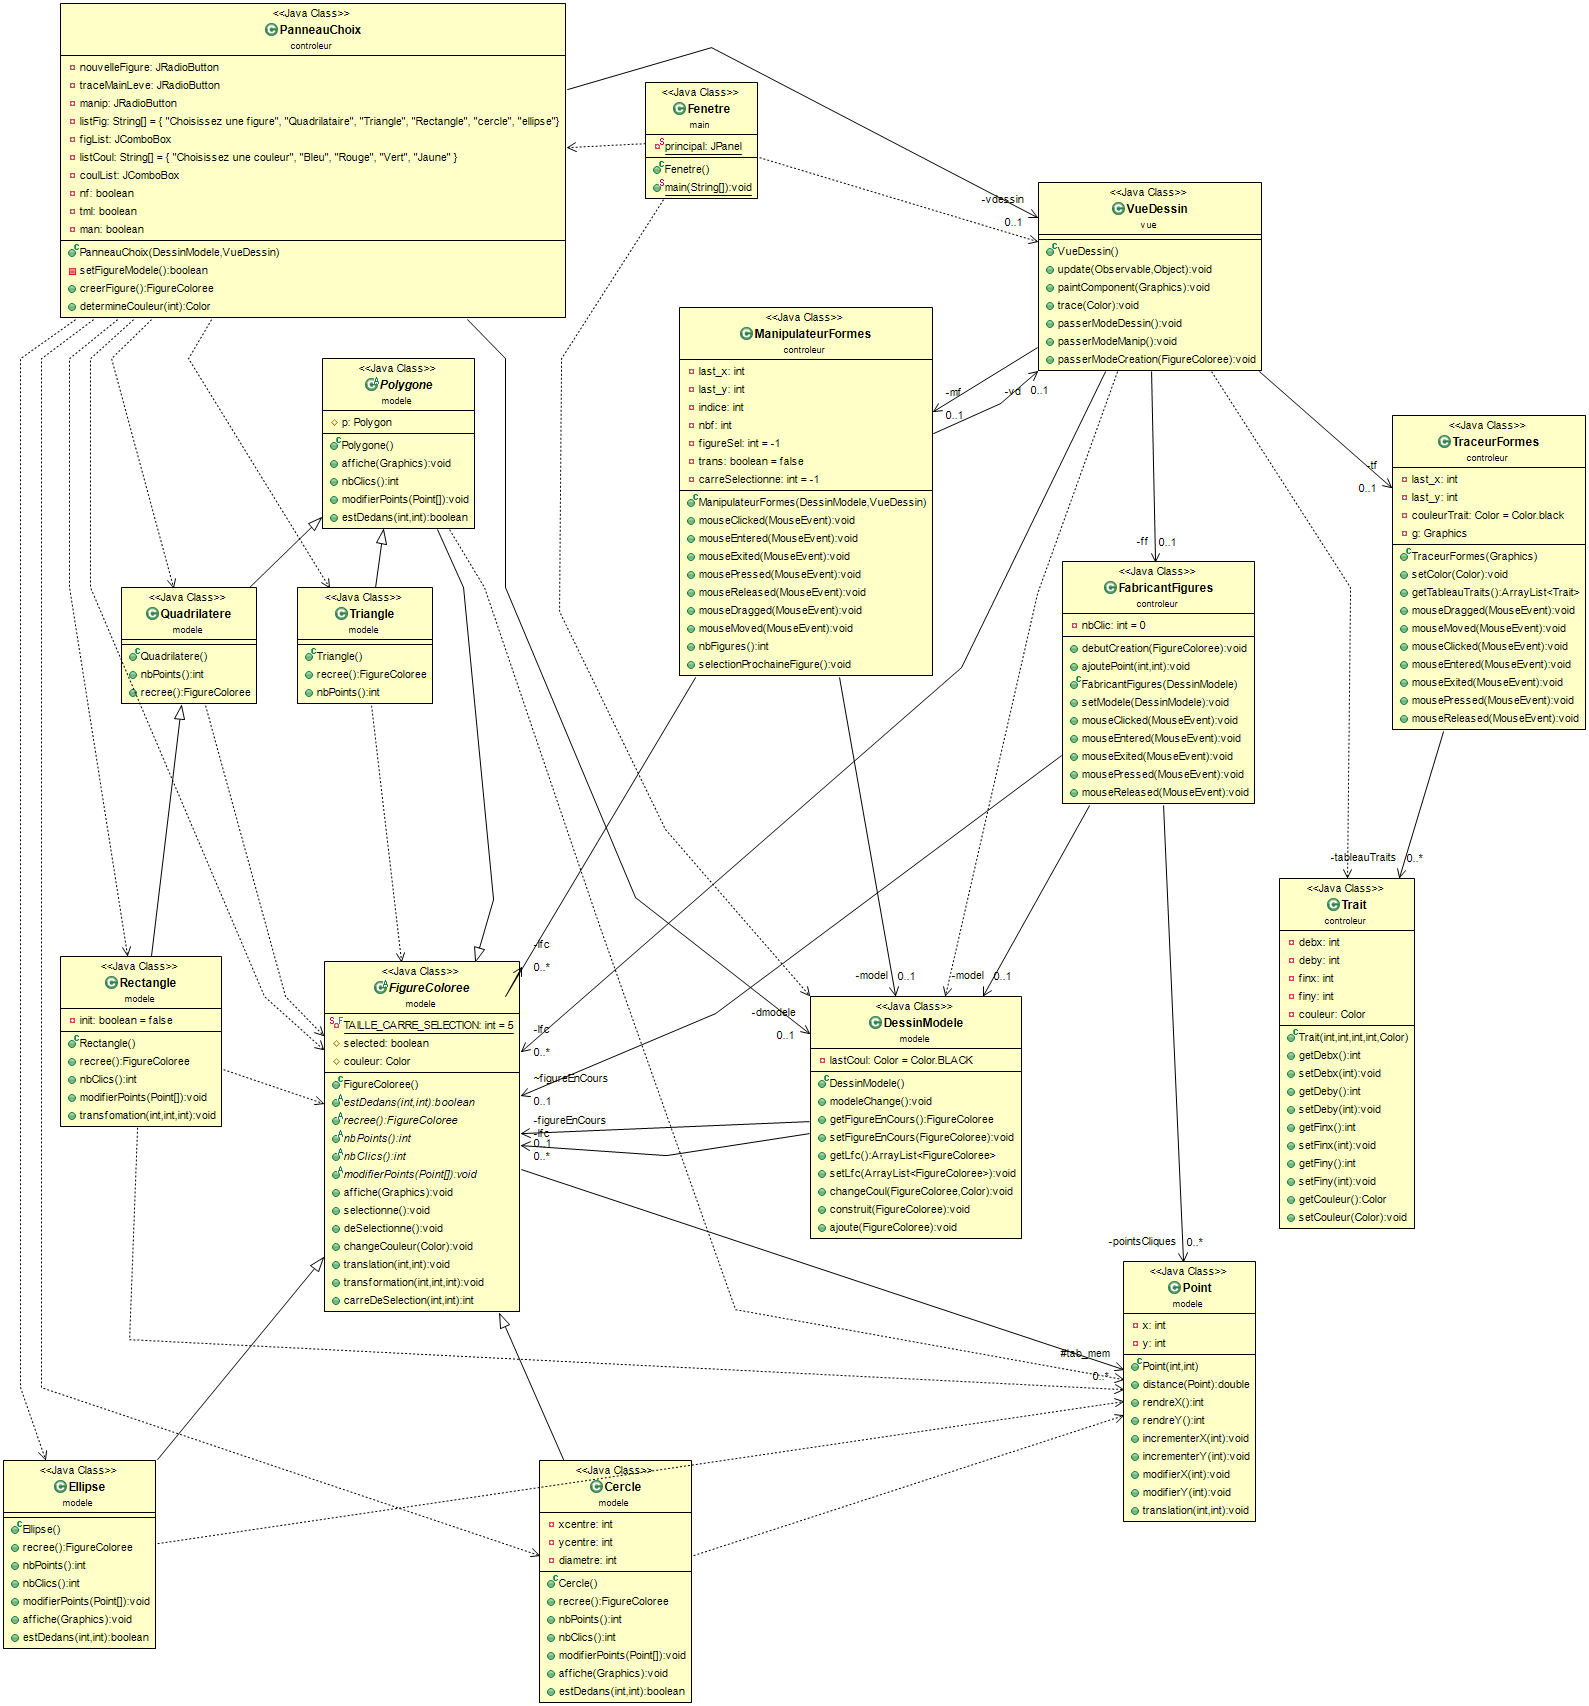 <<Java Class>>
PanneauChoix
controleur
nouvelleFigure: JRadioButton
traceMainLeve: JRadioButton
manip: JRadioButton
listFig: String[] = { "Choisissez une figure", "Quadrilataire", "Triangle", "Rectangle", "cercle", "ellipse"}
figList: JComboBox
listCoul: String[] = { "Choisissez une couleur", "Bleu", "Rouge", "Vert", "Jaune" }
coulList: JComboBox
nf: boolean
tml: boolean
man: boolean
PanneauChoix(DessinModele,VueDessin)
setFigureModele():boolean
creerFigure():FigureColoree
determineCouleur(int):Color
<<Java Class>>
Fenetre
main
principal: JPanel
Fenetre()
main(String[]):void
-vdessin
0..1
<<Java Class>>
VueDessin
vue
VueDessin()
update(Observable,Object):void
paintComponent(Graphics):void
trace(Color):void
passerModeDessin():void
passerModeManip():void
passerModeCreation(FigureColoree):void
<<Java Class>>
ManipulateurFormes
controleur
last_x: int
last_y: int
indice: int
nbf: int
figureSel: int = -1
trans: boolean = false
carreSelectionne: int = -1
ManipulateurFormes(DessinModele,VueDessin)
mouseClicked(MouseEvent):void
mouseEntered(MouseEvent):void
mouseExited(MouseEvent):void
mousePressed(MouseEvent):void
mouseReleased(MouseEvent):void
mouseDragged(MouseEvent):void
mouseMoved(MouseEvent):void
nbFigures():int
selectionProchaineFigure():void
-mf
0..1
-vd
0..1
<<Java Class>>
Polygone
modele
p: Polygon
Polygone()
affiche(Graphics):void
nbClics():int
modifierPoints(Point[]):void
estDedans(int,int):boolean
-tf
0..1
<<Java Class>>
TraceurFormes
controleur
last_x: int
last_y: int
couleurTrait: Color = Color.black
g: Graphics
TraceurFormes(Graphics)
setColor(Color):void
getTableauTraits():ArrayList<Trait>
mouseDragged(MouseEvent):void
mouseMoved(MouseEvent):void
mouseClicked(MouseEvent):void
mouseEntered(MouseEvent):void
mouseExited(MouseEvent):void
mousePressed(MouseEvent):void
mouseReleased(MouseEvent):void
-ff
0..1
<<Java Class>>
FabricantFigures
controleur
nbClic: int = 0
debutCreation(FigureColoree):void
ajoutePoint(int,int):void
FabricantFigures(DessinModele)
setModele(DessinModele):void
mouseClicked(MouseEvent):void
mouseEntered(MouseEvent):void
mouseExited(MouseEvent):void
mousePressed(MouseEvent):void
mouseReleased(MouseEvent):void
<<Java Class>>
Quadrilatere
modele
Quadrilatere()
nbPoints():int
recree():FigureColoree
<<Java Class>>
Triangle
modele
Triangle()
recree():FigureColoree
nbPoints():int
-tableauTraits
0..*
<<Java Class>>
Trait
controleur
debx: int
deby: int
finx: int
finy: int
couleur: Color
Trait(int,int,int,int,Color)
getDebx():int
setDebx(int):void
getDeby():int
setDeby(int):void
getFinx():int
setFinx(int):void
getFiny():int
setFiny(int):void
getCouleur():Color
setCouleur(Color):void
<<Java Class>>
Rectangle
modele
init: boolean = false
Rectangle()
recree():FigureColoree
nbClics():int
modifierPoints(Point[]):void
transfomation(int,int,int):void
<<Java Class>>
FigureColoree
modele
TAILLE_CARRE_SELECTION: int = 5
selected: boolean
couleur: Color
FigureColoree()
estDedans(int,int):boolean
recree():FigureColoree
nbPoints():int
nbClics():int
modifierPoints(Point[]):void
affiche(Graphics):void
selectionne():void
deSelectionne():void
changeCouleur(Color):void
translation(int,int):void
transformation(int,int,int):void
carreDeSelection(int,int):int
-lfc
0..*
-lfc
0..*
~figureEnCours
0..1
-figureEnCours
-lfc
0..1
0..*
-model
0..1
-model
0..1
-dmodele
0..1
<<Java Class>>
DessinModele
modele
lastCoul: Color = Color.BLACK
DessinModele()
modeleChange():void
getFigureEnCours():FigureColoree
setFigureEnCours(FigureColoree):void
getLfc():ArrayList<FigureColoree>
setLfc(ArrayList<FigureColoree>):void
changeCoul(FigureColoree,Color):void
construit(FigureColoree):void
ajoute(FigureColoree):void
-pointsCliques
0..*
#tab_mem
0..*
<<Java Class>>
Point
modele
x: int
y: int
Point(int,int)
distance(Point):double
rendreX():int
rendreY():int
incrementerX(int):void
incrementerY(int):void
modifierX(int):void
modifierY(int):void
translation(int,int):void
<<Java Class>>
Ellipse
modele
Ellipse()
recree():FigureColoree
nbPoints():int
nbClics():int
modifierPoints(Point[]):void
affiche(Graphics):void
estDedans(int,int):boolean
<<Java Class>>
Cercle
modele
xcentre: int
ycentre: int
diametre: int
Cercle()
recree():FigureColoree
nbPoints():int
nbClics():int
modifierPoints(Point[]):void
affiche(Graphics):void
estDedans(int,int):boolean